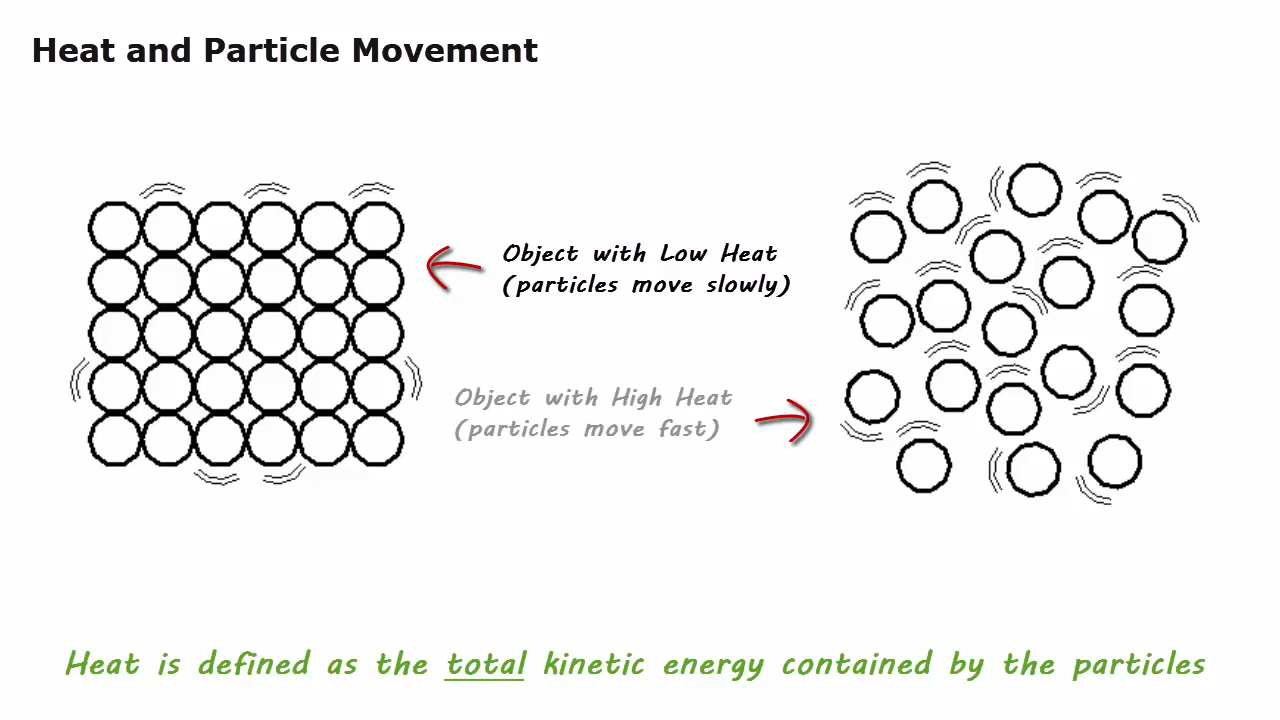 Heat and Particle Movement
Object with Low Heat
(particles move slowly)
Object with High Heat
(particles move fast)
Heat is defined as the total kinetic energy contained by the particles